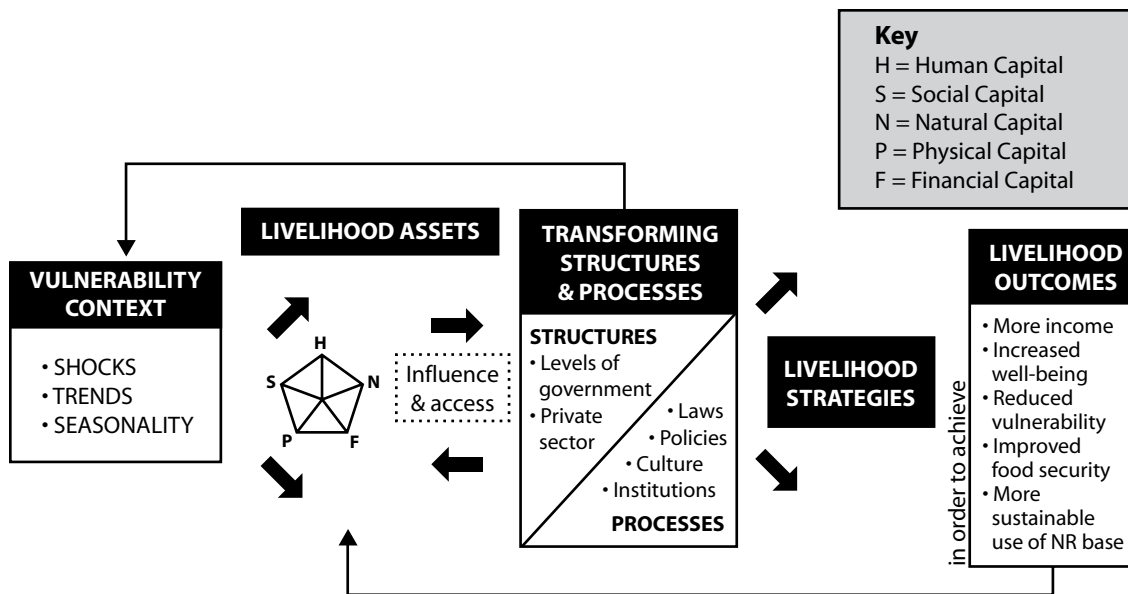 Key
H = Human Capital
S = Social Capital
N = Natural Capital
P = Physical Capital
F = Financial Capital
VULNERABILITY
CONTEXT
• SHOCKS
• TRENDS
• SEASONALITY
LIVELIHOOD ASSETS
H
S
N
P
F
Influence
& access
TRANSFORMING
STRUCTURES
& PROCESSES
STRUCTURES
• Levels of
government
• Private
sector
• Laws
• Policies
• Culture
• Institutions
PROCESSES
LIVELIHOOD
STRATEGIES
in order to achieve
LIVELIHOOD
OUTCOMES
• More income
• Increased
well-being
• Reduced
vulnerability
• Improved
food security
• More
sustainable
use of NR base